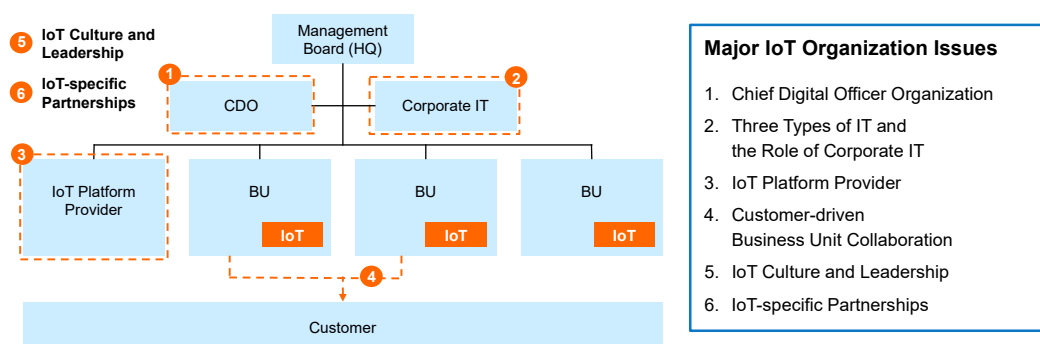 5 IoT Culture and
Leadership
6 IoT-specific
Partnerships
Management
Board (HQ)
1
CDO
2
Corporate IT
3
IoT Platform
Provider
BU
IoT
BU
IoT
BU
IoT
4
Customer
Major IoT Organization Issues
1. Chief Digital Officer Organization
2. Three Types of IT and
the Role of Corporate IT
3. IoT Platform Provider
4. Customer-driven
Business Unit Collaboration
5. IoT Culture and Leadership
6. IoT-specific Partnerships